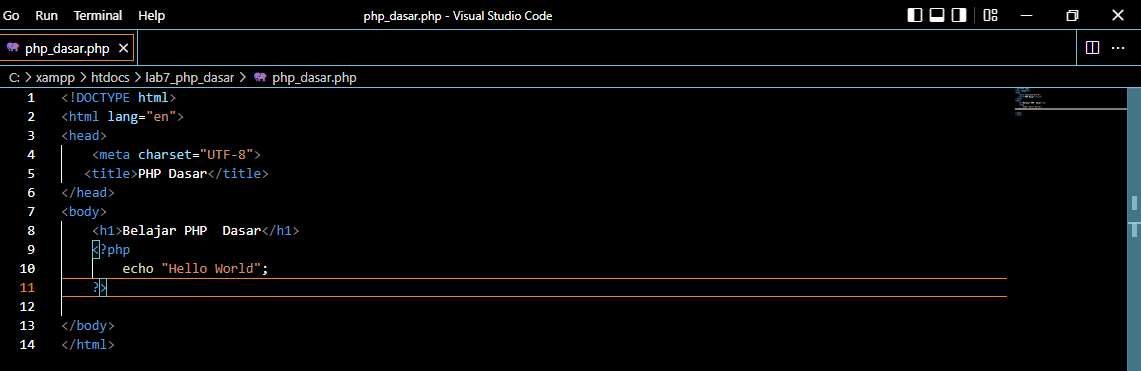 Go Run Terminal Help php_dasar.php - Visual Studio Code
php_dasar.php
C: > xampp > htdocs > lab7_php_dasar > php_dasar.php
1 <!DOCTYPE html>
2 <html lang="en">
3 <head>
4     <meta charset="UTF-8">
5    <title>PHP Dasar</title>
6 </head>
7 <body>
8     <h1>Belajar PHP  Dasar</h1>
9     <?php
10         echo "Hello World";
11     ?>
12
13 </body>
14 </html>